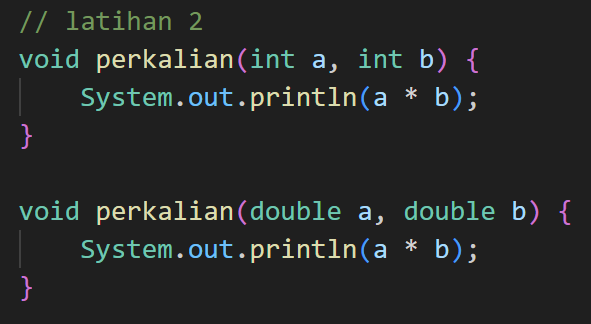 // latihan 2
void perkalian(int a, int b) {
    System.out.println(a * b);
}

void perkalian(double a, double b) {
    System.out.println(a * b);
}